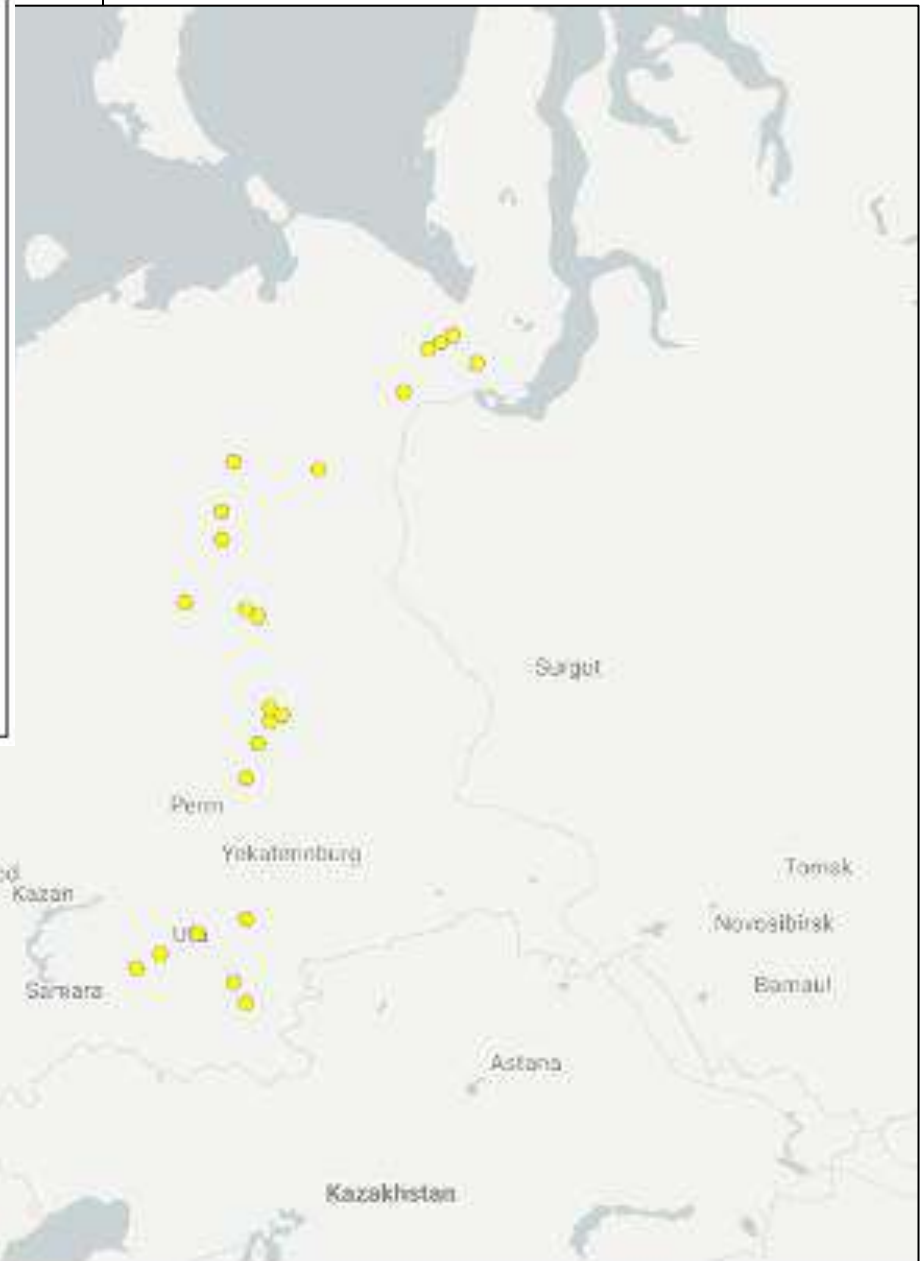 Surgut
Perm
Yekaterinburg
Tomsk
Kazan
Novosibirsk
Ufa
Samara
Barnaul
Astana
Kazakhstan